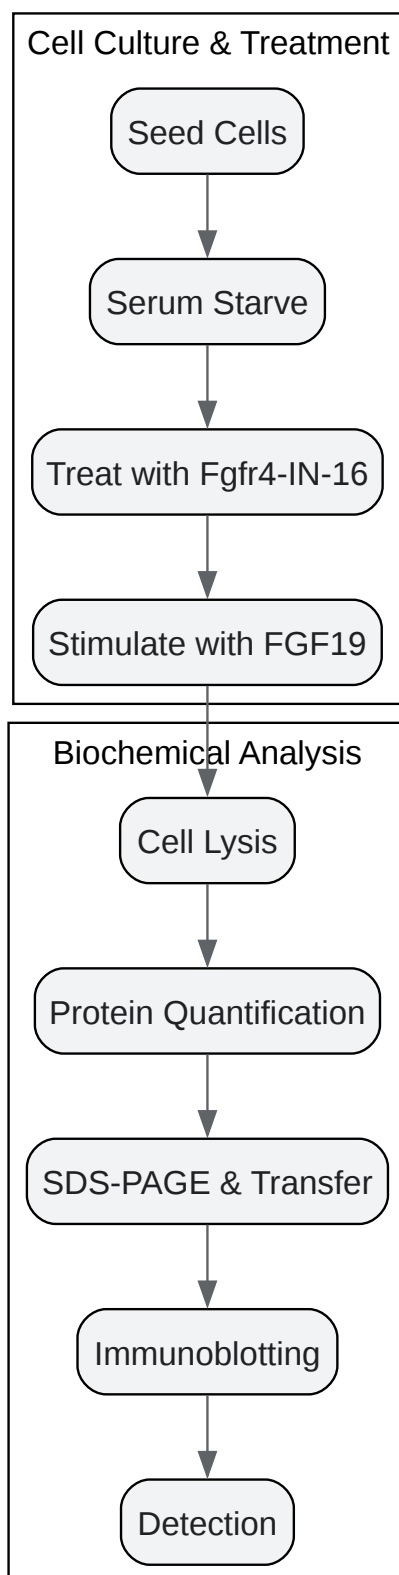 Cell Culture & Treatment
Seed Cells
Serum Starve
Treat with Fgfr4-IN-16
Stimulate with FGF19
Biochemical Analysis
Cell Lysis
Protein Quantification
SDS-PAGE & Transfer
Immunoblotting
Detection